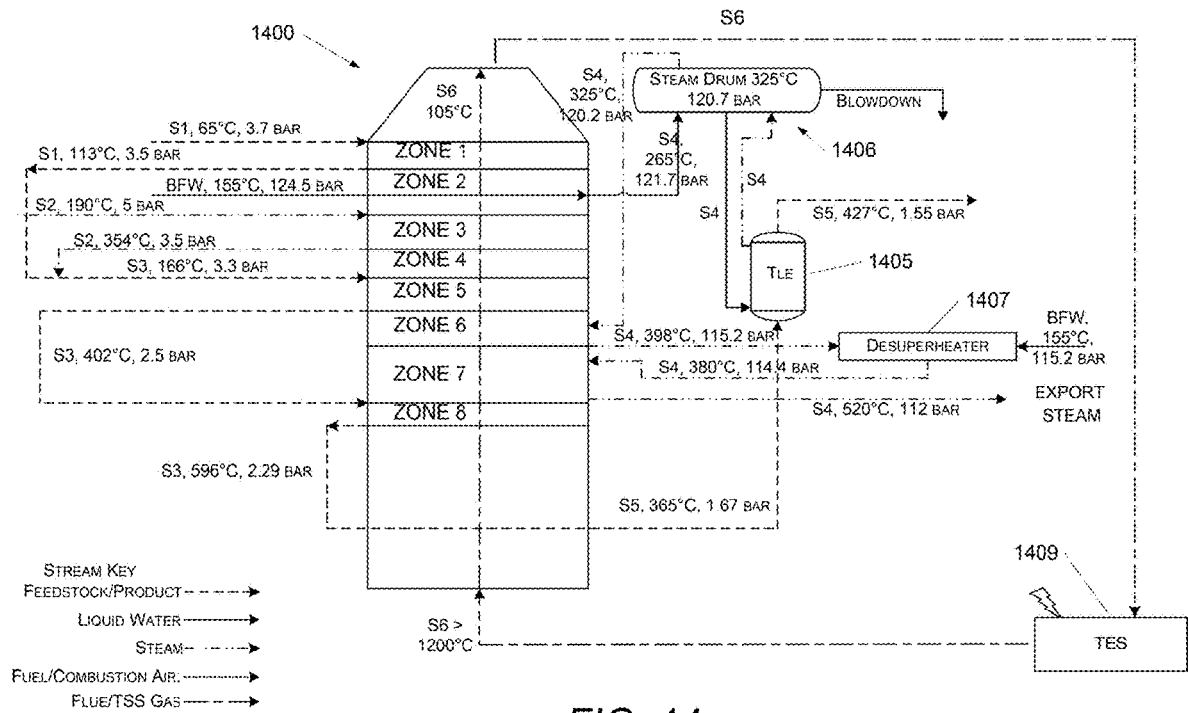 S6
1400
S6
105°C
S4,
325°C,
120.2 BAR
STEAM DRUM 325°C
120.7 BAR
BLOWDOWN
1406
S1, 65°C, 3.7 BAR
S1, 113°C, 3.5 BAR
ZONE 1
ZONE 2
BFW, 155°C, 124.5 BAR
S4,
265°C,
121.7 BAR
S4
S4
S2, 190°C, 5 BAR
S5, 427°C, 1.55 BAR
ZONE 3
S2, 354°C, 3.5 BAR
ZONE 4
S3, 166°C, 3.3 BAR
TLE
1405
ZONE 5
1407
ZONE 6
S4, 398°C, 115.2 BAR
DESUPERHEATER
BFW,
155°C,
115.2 BAR
S3, 402°C, 2.5 BAR
ZONE 7
S4, 380°C, 114.4 BAR
ZONE 8
S4, 520°C, 112 BAR
EXPORT
STEAM
S3, 596°C, 2.29 BAR
S5, 365°C, 1 67 BAR
1409
STREAM KEY
FEEDSTOCK/PRODUCT
LIQUID WATER
STEAM
FUEL/COMBUSTION AIR.
FLUE/TSS GAS
S6 >
1200°C
TES